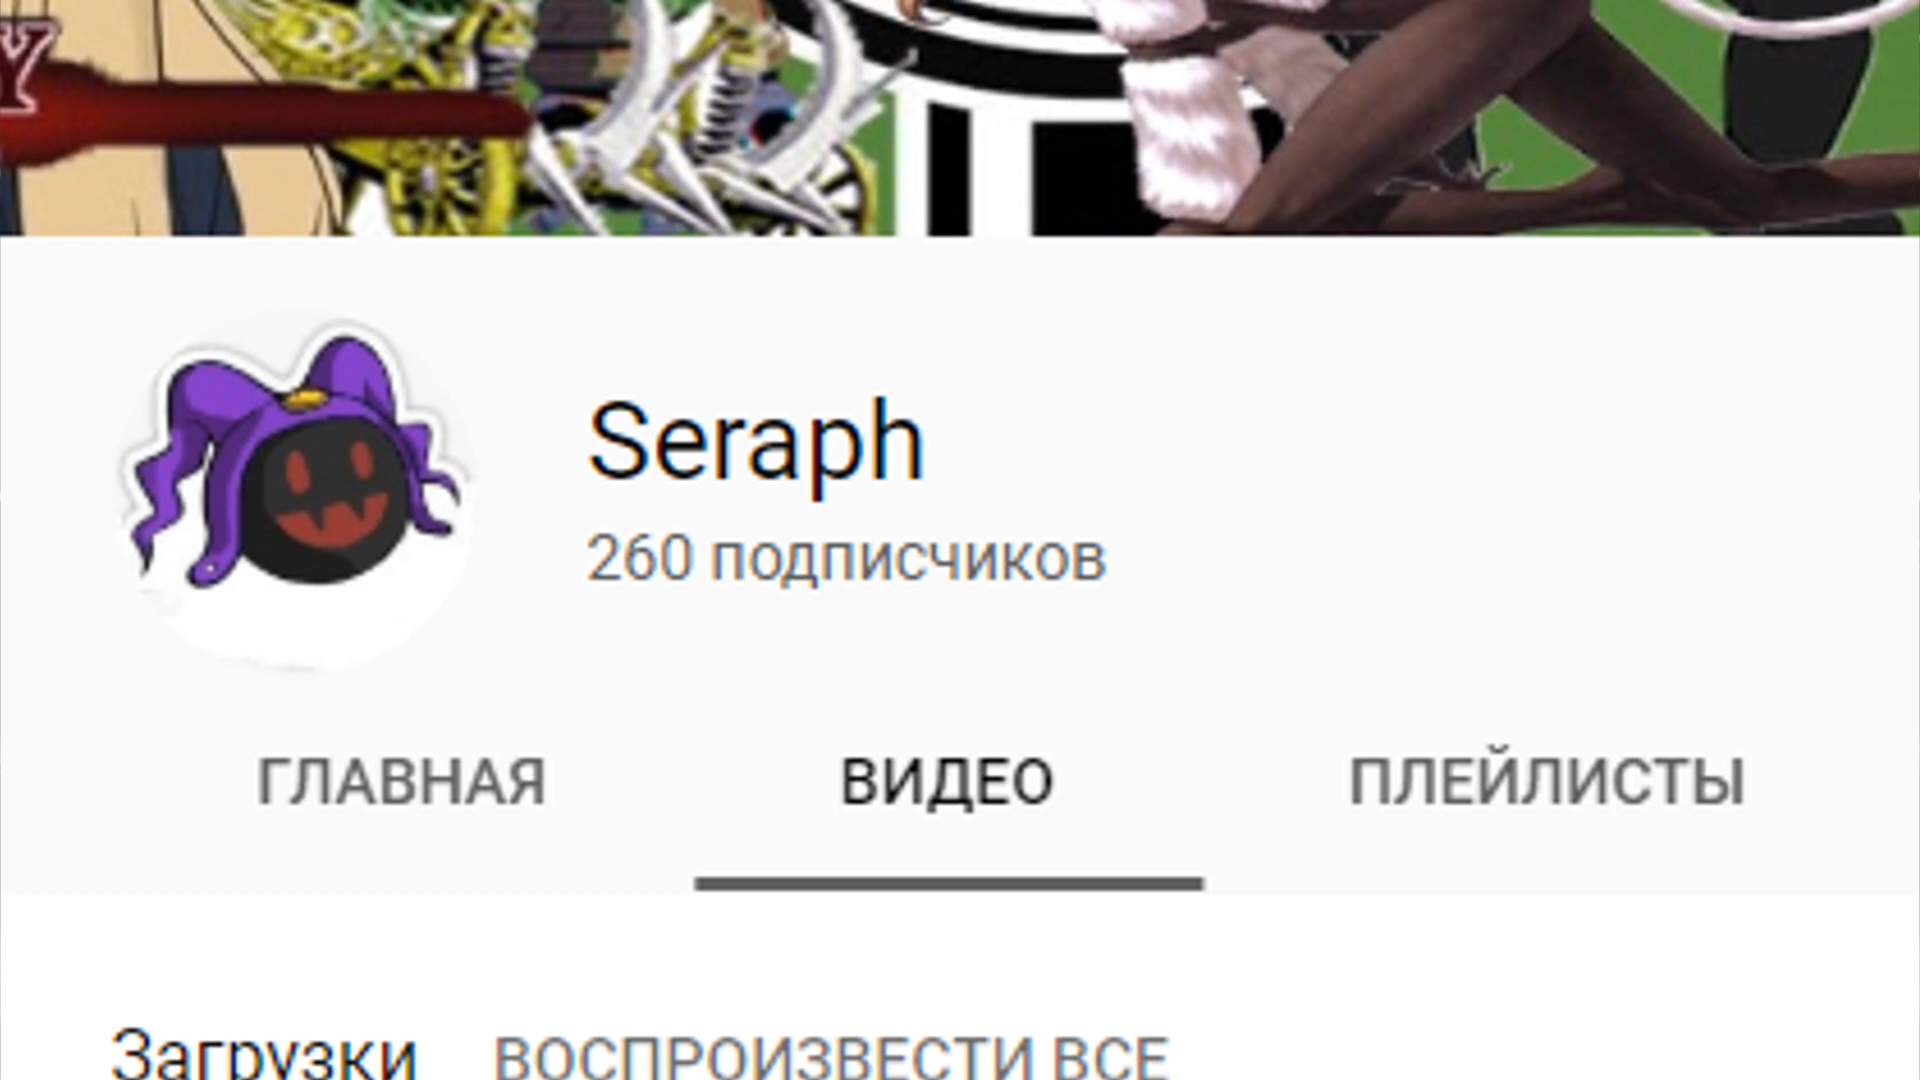 Y
Seraph
260 подписчиков
ГЛАВНАЯ ВИДЕО ПЛЕЙЛИСТЫ
Загрузки ВОСПРОИЗВЕСТИ ВСЕ